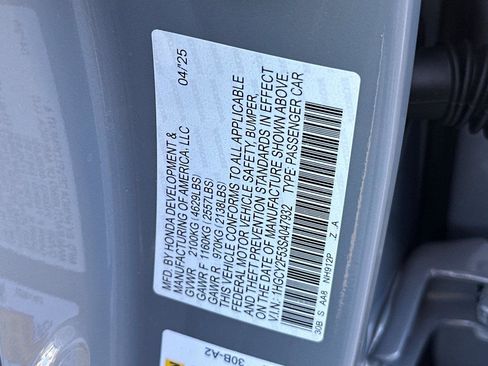 MFD. BY HONDA DEVELOPMENT & 04/25
MANUFACTURING OF AMERICA, LLC
GVWR 2100KG (4629LBS)
GAWR F 1160KG (2557LBS)
GAWR R 970KG (2138LBS)
THIS VEHICLE CONFORMS TO ALL APPLICABLE
FEDERAL MOTOR VEHICLE SAFETY, BUMPER,
AND THEFT PREVENTION STANDARDS IN EFFECT
ON THE DATE OF MANUFACTURE SHOWN ABOVE.
V.I.N.: 1HGCY2F50SA047932 TYPE:PASSENGER CAR
30B S AA8 NH912P Z..A
30B-A2